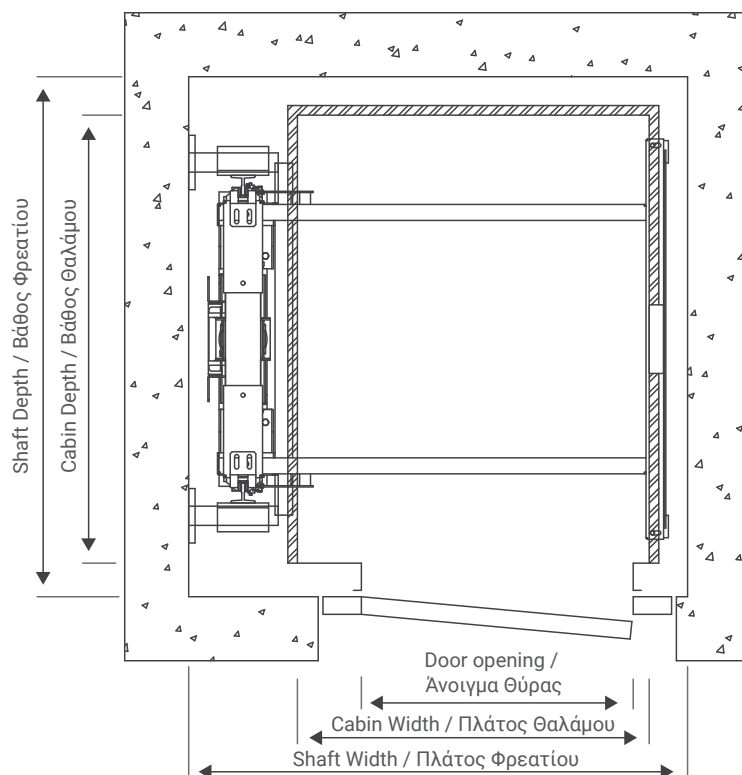 Shaft Depth / Βάθος Φρεατίου
Cabin Depth / Βάθος Θαλάμου
Door opening /
Άνοιγμα Θύρας
Cabin Width / Πλάτος Θαλάμου
Shaft Width / Πλάτος Φρεατίου